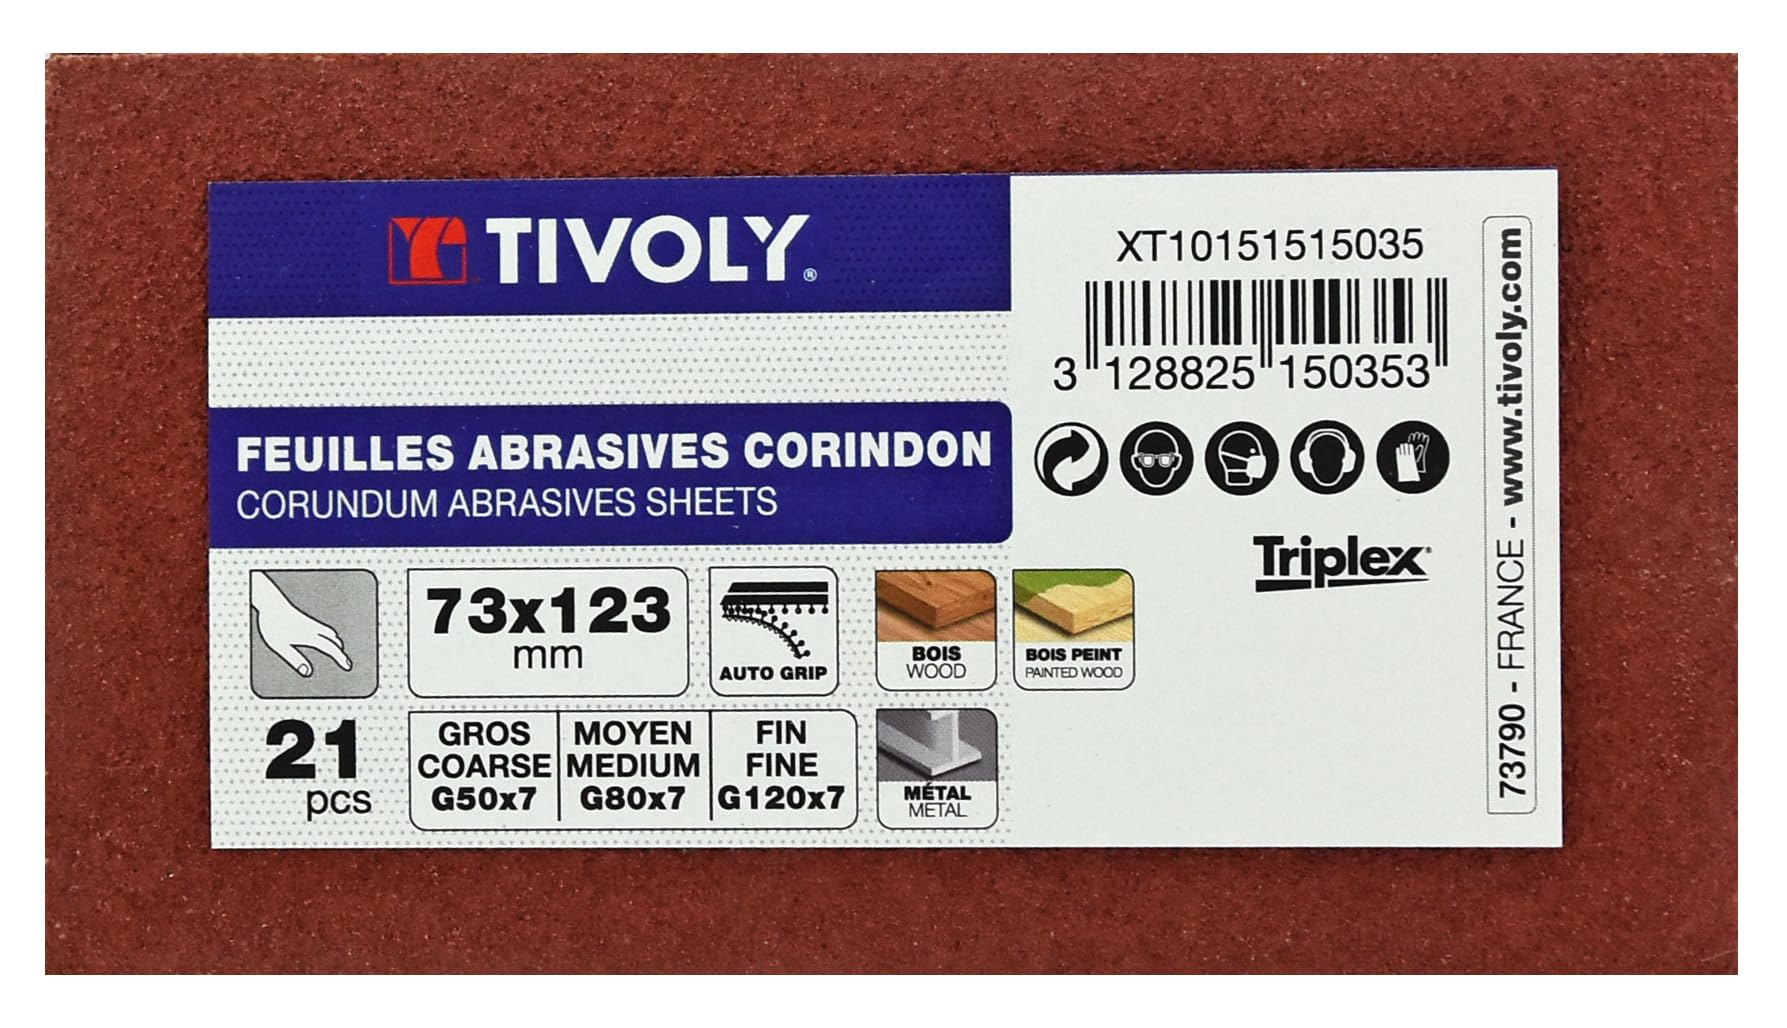 TIVOLY®
FEUILLES ABRASIVES CORINDON
CORUNDUM ABRASIVES SHEETS
73x123
mm
AUTO GRIP
BOIS
WOOD
BOIS PEINT
PAINTED WOOD
21
pcs
GROS
COARSE
G50x7
MOYEN
MEDIUM
G80x7
FIN
FINE
G120x7
MÉTAL
METAL
XT10151515035
3 128825 150353
Triplex
73790 - FRANCE - www.tivoly.com